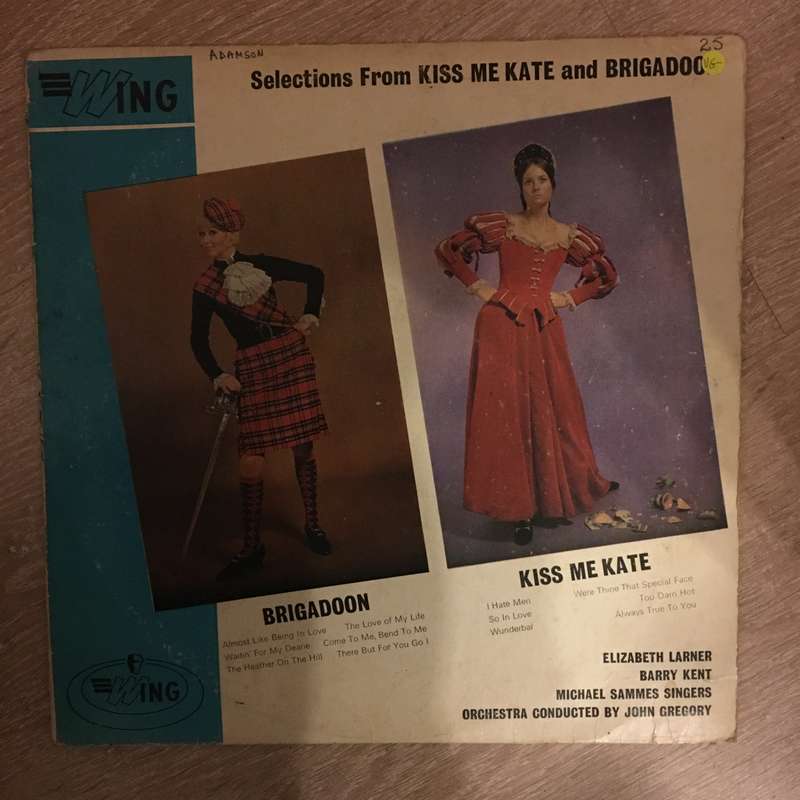 ADAMSON
25
WING
Selections From KISS ME KATE and BRIGADOO
VG-
BRIGADOON
Almost Like Being In Love The Love of My Life
Waitin' For My Dearie Come To Me, Bend To Me
The Heather On The Hill There But For You Go I
KISS ME KATE
I Hate Men Were Thine That Special Face
So In Love Too Darn Hot
Wunderbal Always True To You
ELIZABETH LARNER
BARRY KENT
MICHAEL SAMMES SINGERS
ORCHESTRA CONDUCTED BY JOHN GREGORY
WING